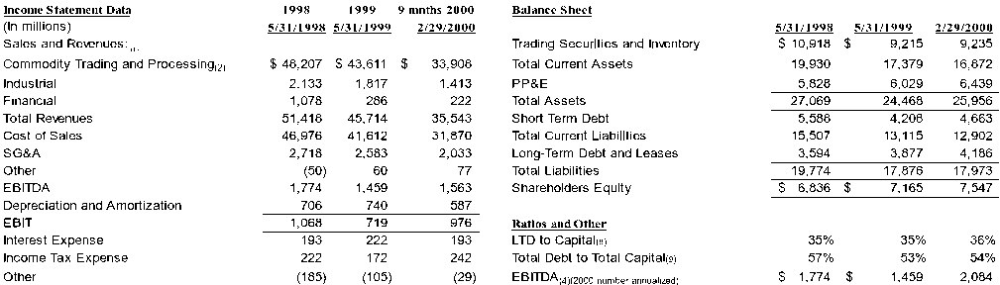 Income Statement Data 1998 1999 9 mnths 2000
(In millions) 5/31/1998 5/31/1999 2/29/2000
Sales and Revenues: (1)
Commodity Trading and Processing(2) $ 46,207 $ 43,611 $ 33,908
Industrial 2,133 1,817 1,413
Financial 1,078 286 222
Total Revenues 51,418 45,714 35,543
Cost of Sales 46,976 41,612 31,870
SG&A 2,718 2,583 2,033
Other (50) 60 77
EBITDA 1,774 1,459 1,563
Depreciation and Amortization 706 740 587
EBIT 1,068 719 976
Interest Expense 193 222 193
Income Tax Expense 222 172 242
Other (185) (105) (29)
Balance Sheet
5/31/1998 5/31/1999 2/29/2000
Trading Securities and Inventory $ 10,918 $ 9,215 9,235
Total Current Assets 19,930 17,379 16,672
PP&E 5,828 6,029 6,439
Total Assets 27,069 24,468 25,956
Short Term Debt 5,588 4,208 4,663
Total Current Liabilities 15,507 13,115 12,902
Long-Term Debt and Leases 3,594 3,877 4,186
Total Liabilities 19,774 17,876 17,973
Shareholders Equity $ 6,836 $ 7,165 7,547
Ratios and Other
LTD to Capital(8) 35% 35% 36%
Total Debt to Total Capital(9) 57% 53% 54%
EBITDA(4)(2000 number annualized) $ 1,774 $ 1,459 2,084